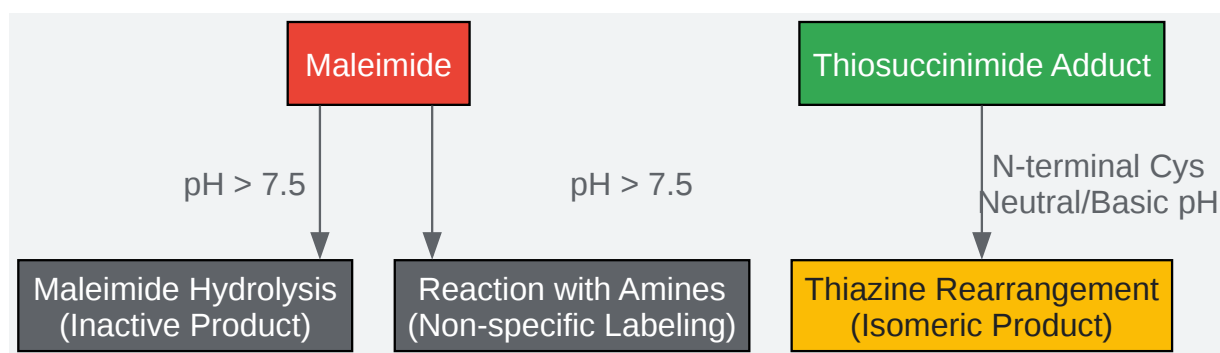 Maleimide
Thiosuccinimide Adduct
pH > 7.5
pH > 7.5
N-terminal Cys
Neutral/Basic pH
Maleimide Hydrolysis
(Inactive Product)
Reaction with Amines
(Non-specific Labeling)
Thiazine Rearrangement
(Isomeric Product)